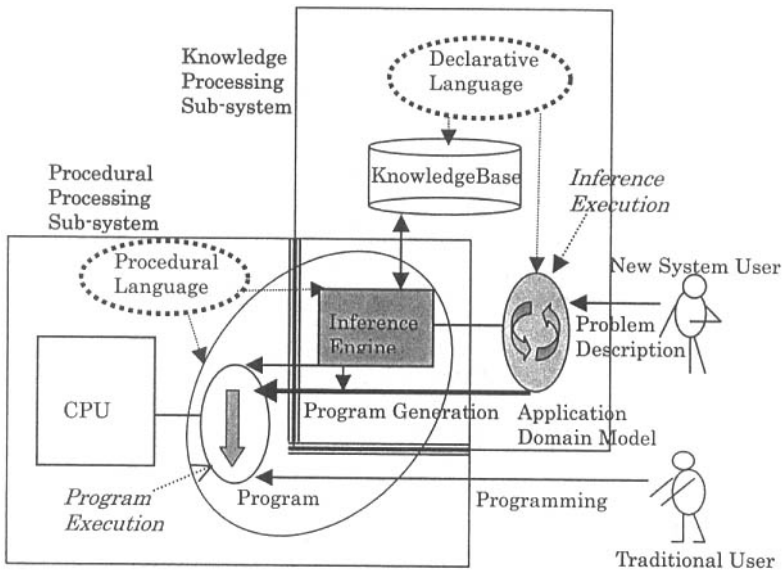 Knowledge
Processing
Sub-system
Declarative
Language
KnowledgeBase
Inference
Execution
Procedural
Processing
Sub-system
Procedural
Language
New System User
Inference
Engine
Problem
Description
CPU
Program Generation
Application
Domain Model
Program
Execution
Program
Programming
Traditional User